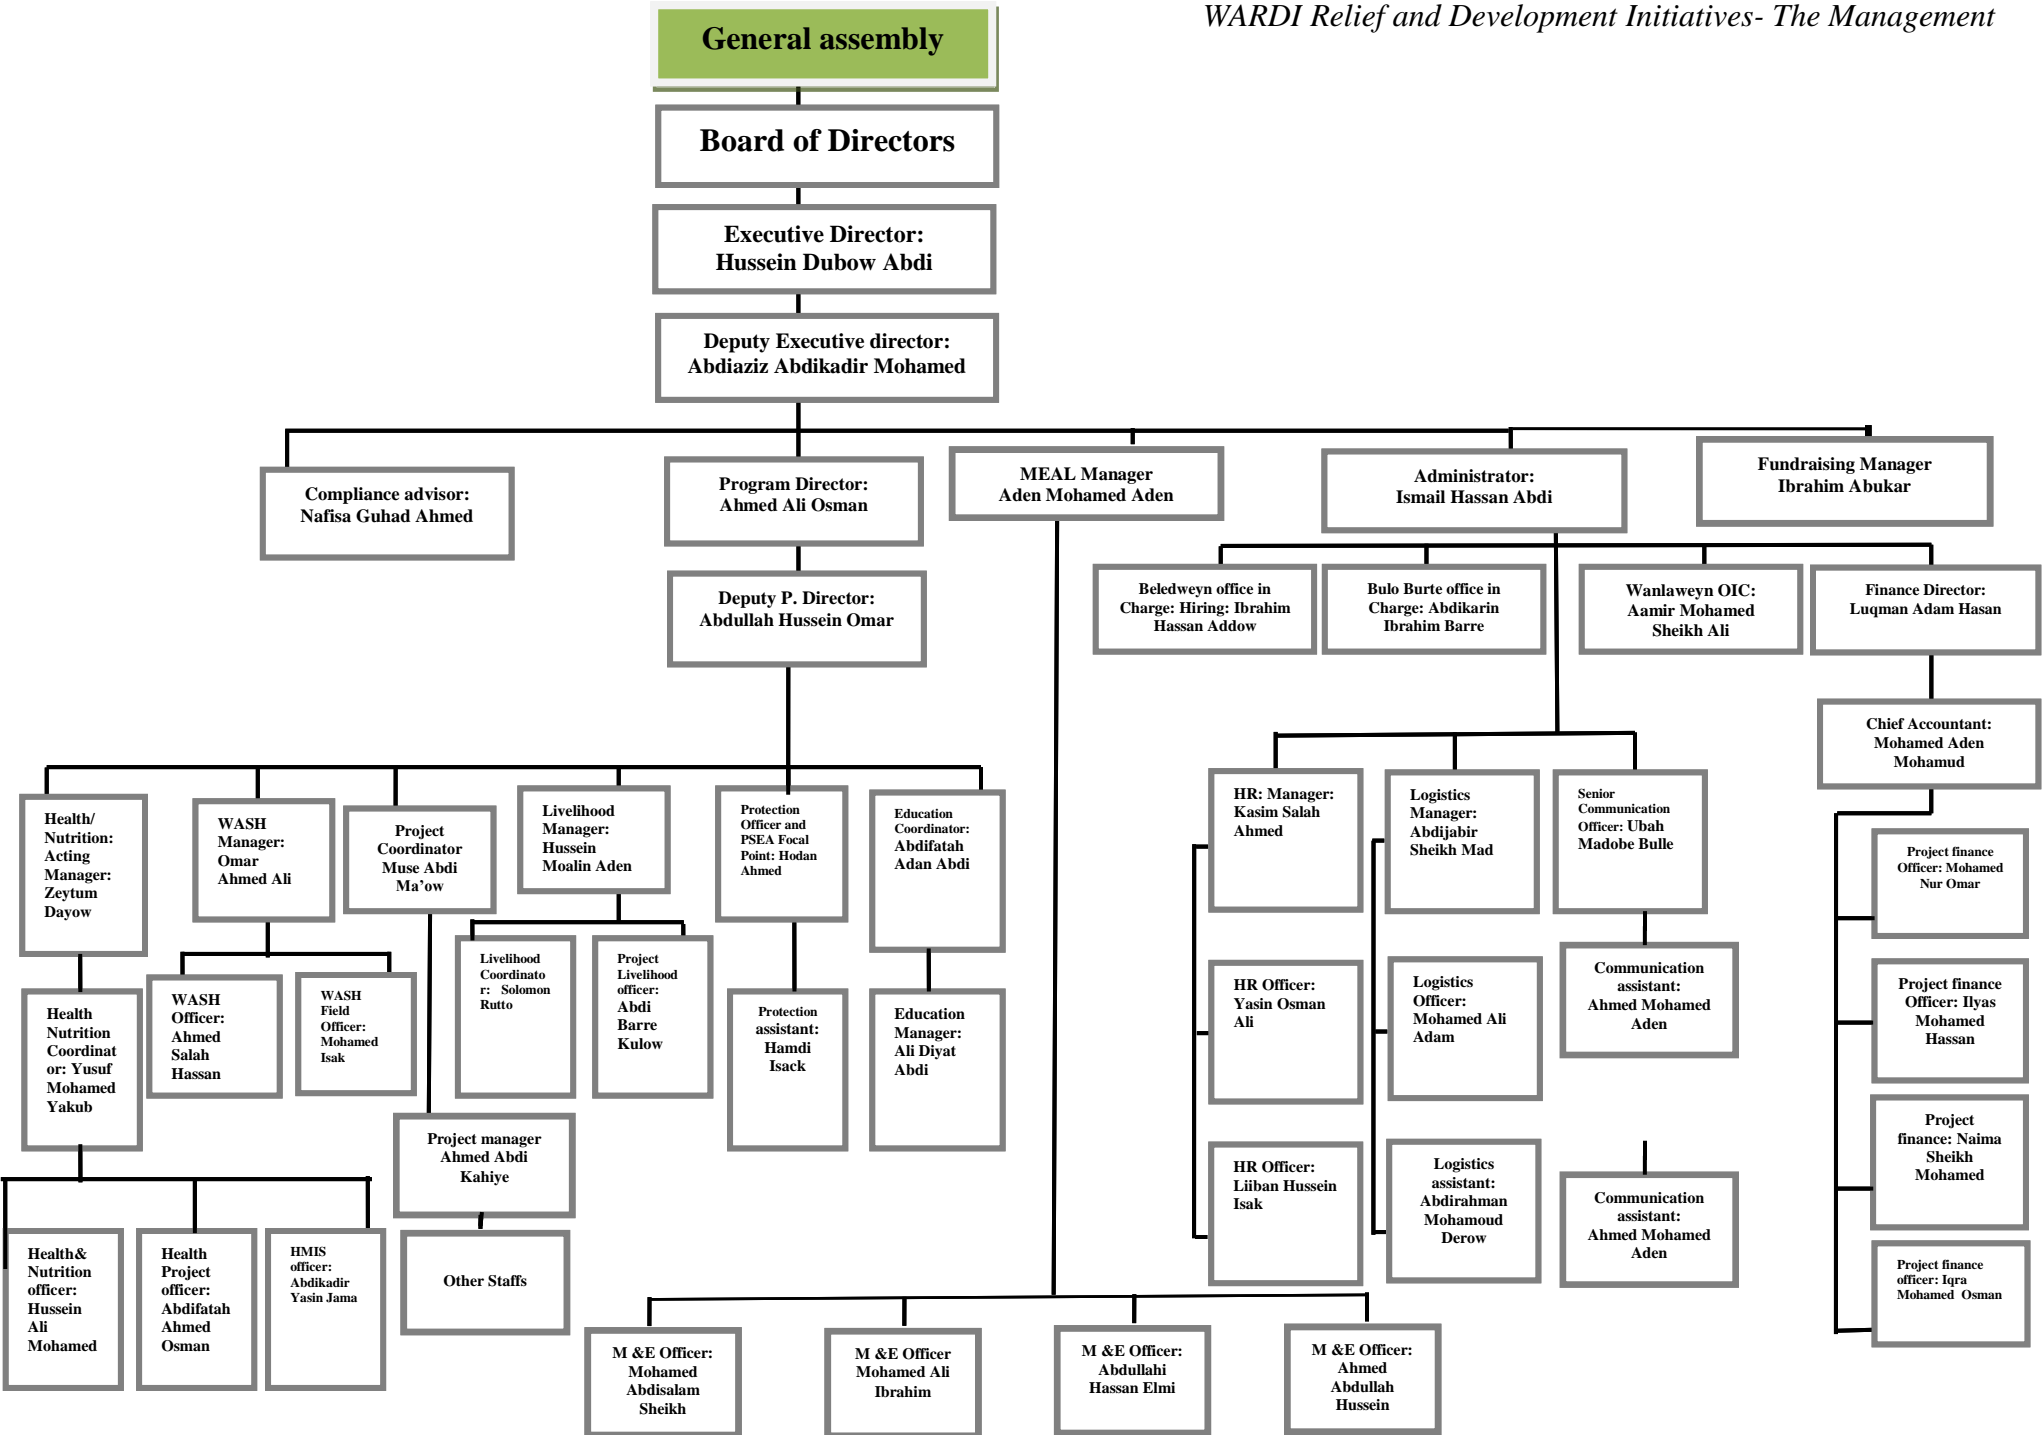 WARDI Relief and Development Initiatives- The Management
General assembly
Board of Directors
Executive Director:
Hussein Dubow Abdi
Deputy Executive director:
Abdiaziz Abdikadir Mohamed
Compliance advisor:
Nafisa Guhad Ahmed
Program Director:
Ahmed Ali Osman
MEAL Manager
Aden Mohamed Aden
Administrator:
Ismail Hassan Abdi
Fundraising Manager
Ibrahim Abukar
Deputy P. Director:
Abdullah Hussein Omar
Beledweyn office in
Charge: Hiring: Ibrahim
Hassan Addow
Bulo Burte office in
Charge: Abdikarin
Ibrahim Barre
Wanlaweyn OIC:
Aamir Mohamed
Sheikh Ali
Finance Director:
Luqman Adam Hasan
Chief Accountant:
Mohamed Aden
Mohamud
Health/
Nutrition:
Acting
Manager:
Zeytum
Dayow
WASH
Manager:
Omar
Ahmed Ali
Project
Coordinator
Muse Abdi
Ma’ow
Livelihood
Manager:
Hussein
Moalin Aden
Protection
Officer and
PSEA Focal
Point: Hodan
Ahmed
Education
Coordinator:
Abdifatah
Adan Abdi
HR: Manager:
Kasim Salah
Ahmed
Logistics
Manager:
Abdijabir
Sheikh Mad
Senior
Communication
Officer: Ubah
Madobe Bulle
Project finance
Officer: Mohamed
Nur Omar
Health
Nutrition
Coordinat
or: Yusuf
Mohamed
Yakub
WASH
Officer:
Ahmed
Salah
Hassan
WASH
Field
Officer:
Mohamed
Isak
Livelihood
Coordinato
r: Solomon
Rutto
Project
Livelihood
officer:
Abdi
Barre
Kulow
Protection
assistant:
Hamdi
Isack
Education
Manager:
Ali Diyat
Abdi
HR Officer:
Yasin Osman
Ali
Logistics
Officer:
Mohamed Ali
Adam
Communication
assistant:
Ahmed Mohamed
Aden
Project finance
Officer: Ilyas
Mohamed
Hassan
Project manager
Ahmed Abdi
Kahiye
HR Officer:
Liiban Hussein
Isak
Logistics
assistant:
Abdirahman
Mohamoud
Derow
Communication
assistant:
Ahmed Mohamed
Aden
Project
finance: Naima
Sheikh
Mohamed
Health&
Nutrition
officer:
Hussein
Ali
Mohamed
Health
Project
officer:
Abdifatah
Ahmed
Osman
HMIS
officer:
Abdikadir
Yasin Jama
Other Staffs
Project finance
officer: Iqra
Mohamed Osman
M &E Officer:
Mohamed
Abdisalam
Sheikh
M &E Officer
Mohamed Ali
Ibrahim
M &E Officer:
Abdullahi
Hassan Elmi
M &E Officer:
Ahmed
Abdullah
Hussein